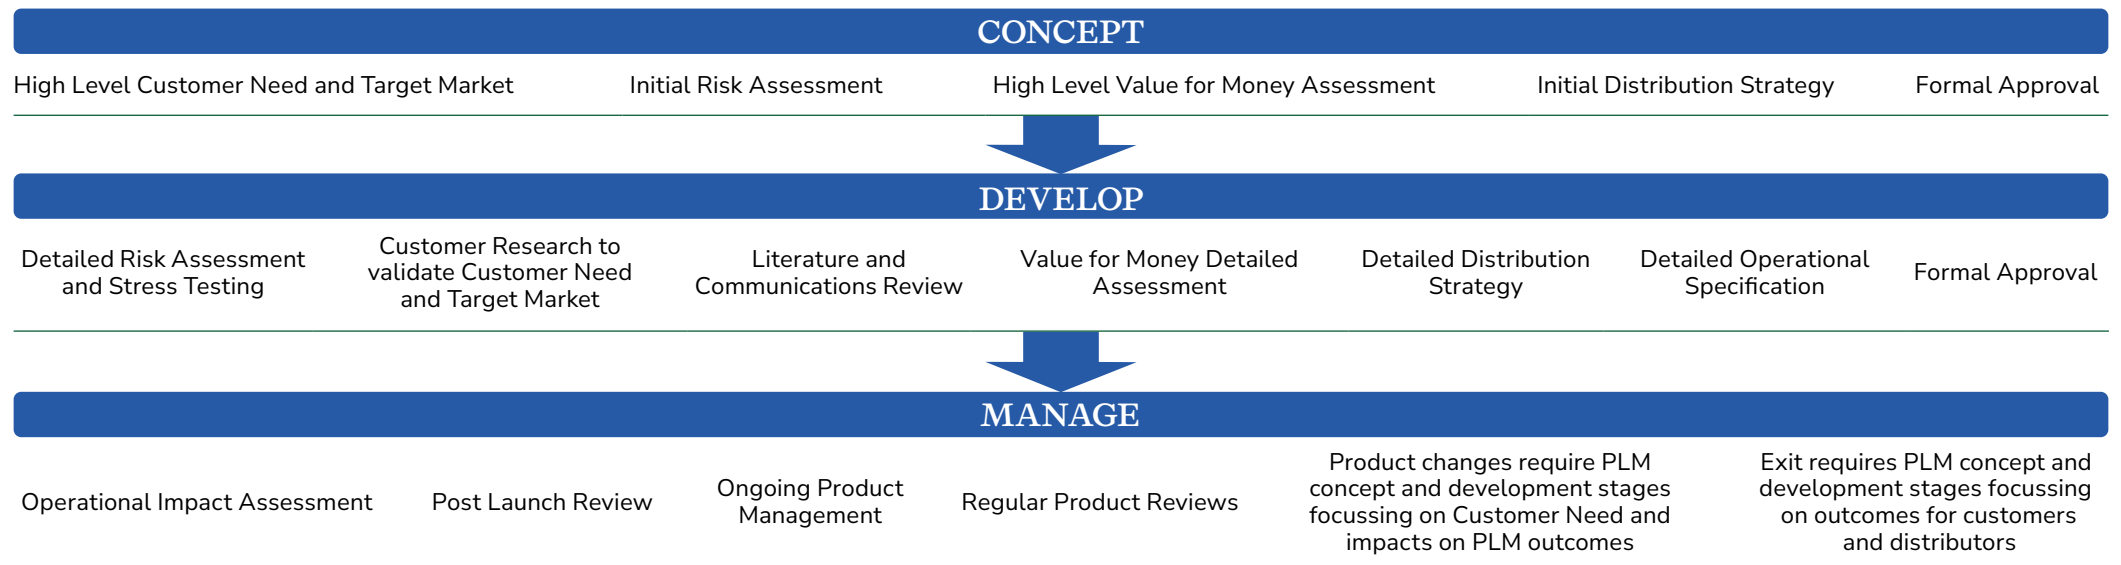 CONCEPT
High Level Customer Need and Target Market
Initial Risk Assessment
High Level Value for Money Assessment
Initial Distribution Strategy
Formal Approval
DEVELOP
Detailed Risk Assessment
and Stress Testing
Customer Research to
validate Customer Need
and Target Market
Literature and
Communications Review
Value for Money Detailed
Assessment
Detailed Distribution
Strategy
Detailed Operational
Specification
Formal Approval
MANAGE
Operational Impact Assessment
Post Launch Review
Ongoing Product
Management
Regular Product Reviews
Product changes require PLM
concept and development stages
focussing on Customer Need and
impacts on PLM outcomes
Exit requires PLM concept and
development stages focussing
on outcomes for customers
and distributors